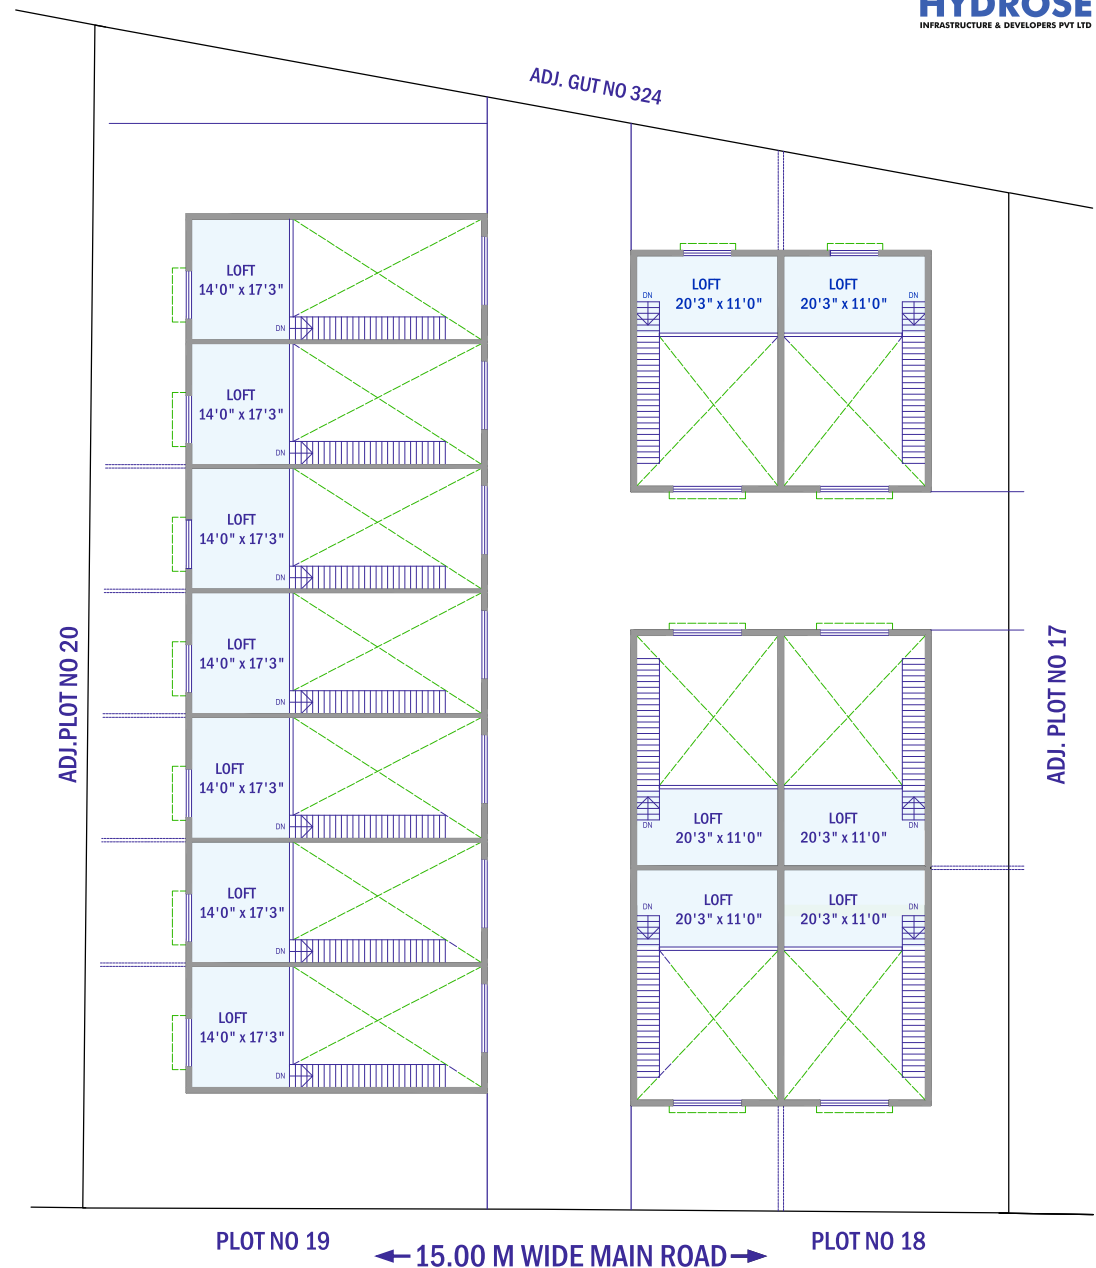 HYDROSE
INFRASTRUCTURE & DEVELOPERS PVT LTD
ADJ. GUT NO 324
LOFT
14'0" x 17'3"
DN
LOFT
14'0" x 17'3"
DN
LOFT
14'0" x 17'3"
DN
LOFT
14'0" x 17'3"
DN
LOFT
14'0" x 17'3"
DN
LOFT
14'0" x 17'3"
DN
LOFT
14'0" x 17'3"
DN
LOFT
20'3" x 11'0"
DN
LOFT
20'3" x 11'0"
DN
LOFT
20'3" x 11'0"
DN
LOFT
20'3" x 11'0"
DN
LOFT
20'3" x 11'0"
DN
LOFT
20'3" x 11'0"
DN
ADJ.PLOT NO 20
ADJ. PLOT NO 17
PLOT NO 19
15.00 M WIDE MAIN ROAD
PLOT NO 18